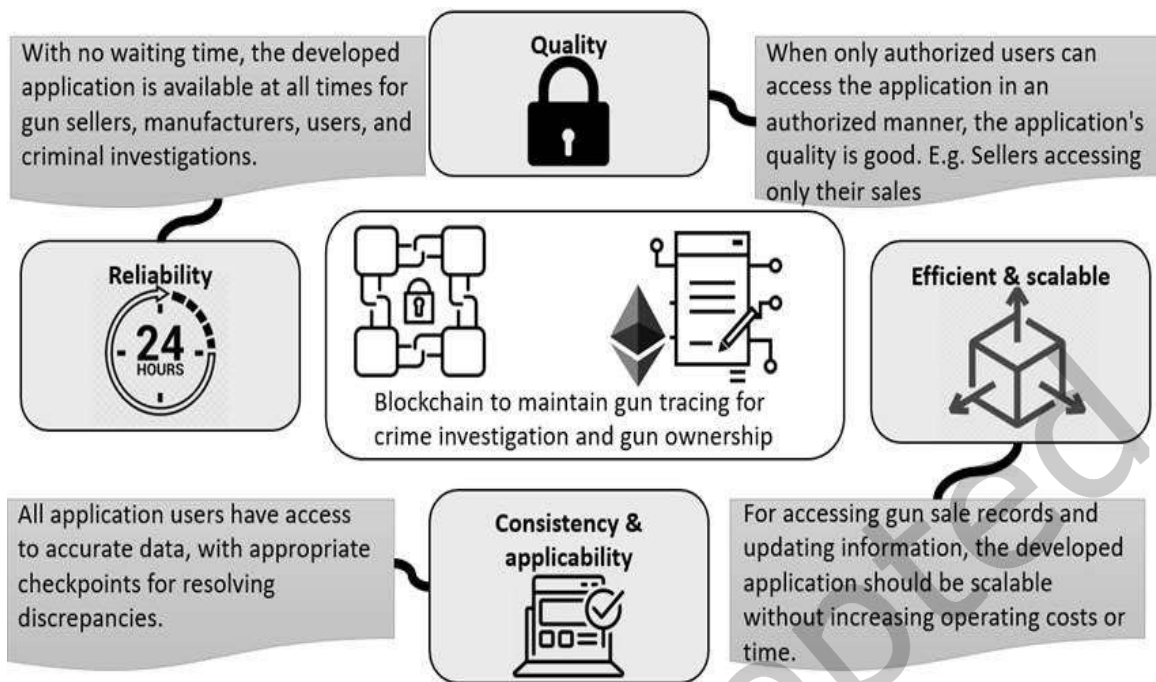 Quality
With no waiting time, the developed
application is available at all times for
gun sellers, manufacturers, users, and
criminal investigations.
When only authorized users can
access the application in an
authorized manner, the application's
quality is good. E.g. Sellers accessing
only their sales
Reliability
24
HOURS
Blockchain to maintain gun tracing for
crime investigation and gun ownership
Efficient & scalable
All application users have access
to accurate data, with appropriate
checkpoints for resolving
discrepancies.
Consistency &
applicability
For accessing gun sale records and
updating information, the developed
application should be scalable
without increasing operating costs or
time.
pted